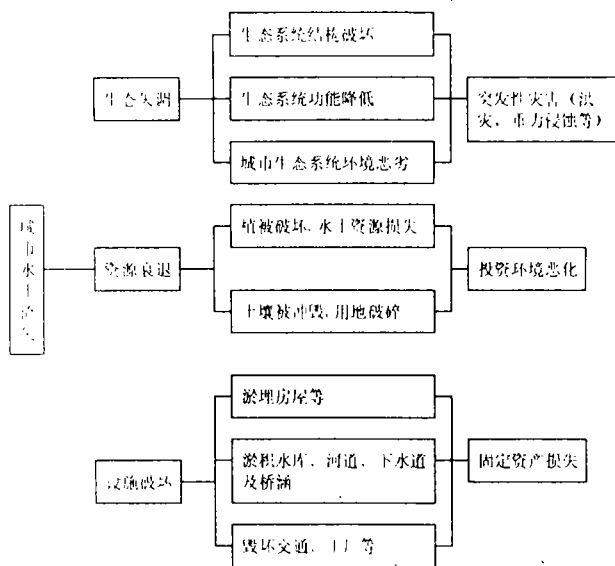 生态系统结构破坏
生态失调
生态系统功能降低
突发性灾害(洪
灾、重力侵蚀等)
城市生态系统环境恶劣
城市水土流失
植被破坏、水土资源损失
资源衰退
投资环境恶化
土壤被冲毁、用地破碎
淤埋房屋等
设施破坏
淤积水库、河道、下水道
及桥涵
固定资产损失
毁坏交通、工厂等